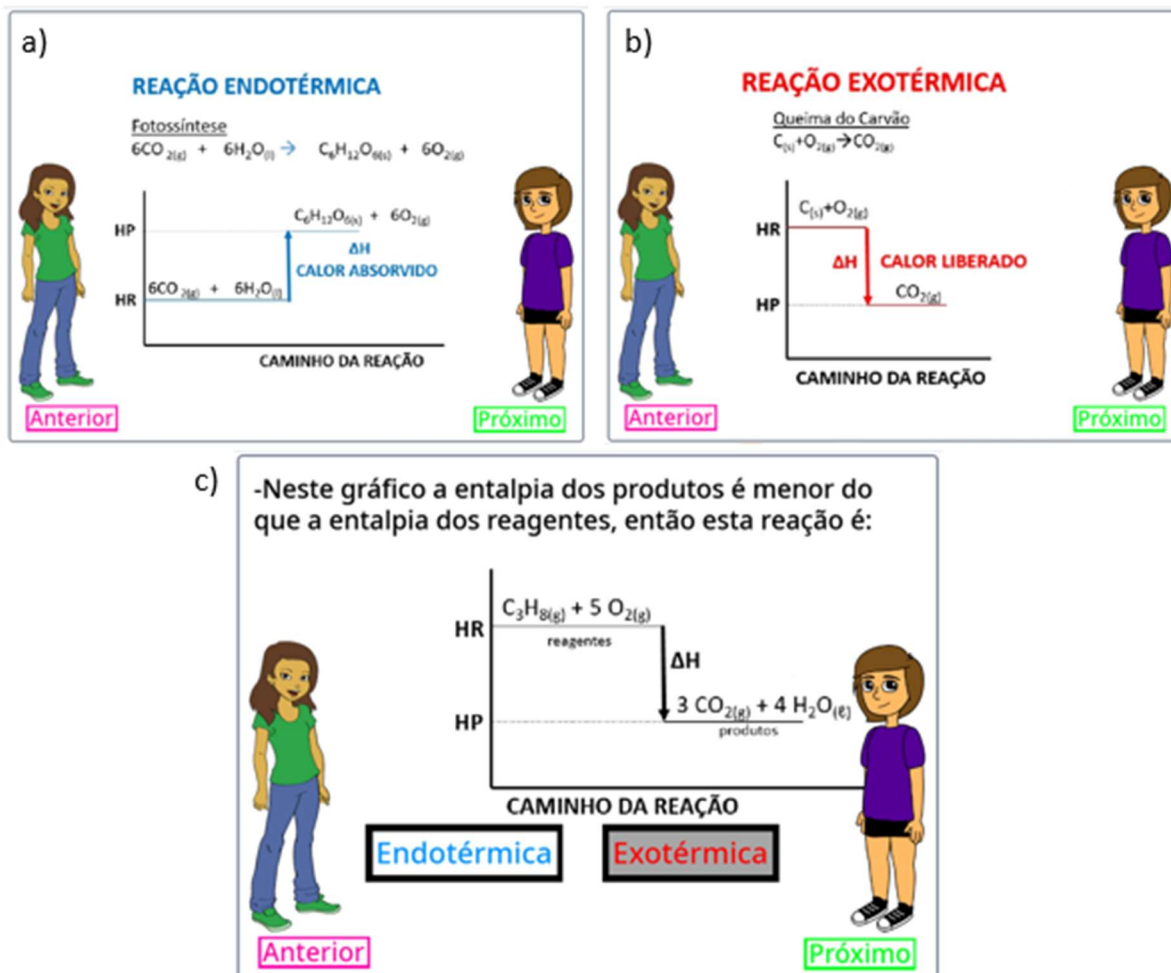 a)
REAÇÃO ENDOTÉRMICA
Fotossíntese
6CO₂(g) + 6H₂O(l) → C₆H₁₂O₆(s) + 6O₂(g)
C₆H₁₂O₆(s) + 6O₂(g)
HP
ΔH
CALOR ABSORVIDO
6CO₂(g) + 6H₂O(l)
HR
CAMINHO DA REAÇÃO
Anterior
Próximo
b)
REAÇÃO EXOTÉRMICA
Queima do Carvão
C(s)+O₂(g)→CO₂(g)
C(s)+O₂(g)
HR
ΔH CALOR LIBERADO
CO₂(g)
HP
CAMINHO DA REAÇÃO
Anterior
Próximo
c)
-Neste gráfico a entalpia dos produtos é menor do
que a entalpia dos reagentes, então esta reação é:
C₃H₈(g) + 5 O₂(g)
HR
reagentes
ΔH
3 CO₂(g) + 4 H₂O(ℓ)
HP
produtos
CAMINHO DA REAÇÃO
Endotérmica
Exotérmica
Anterior
Próximo